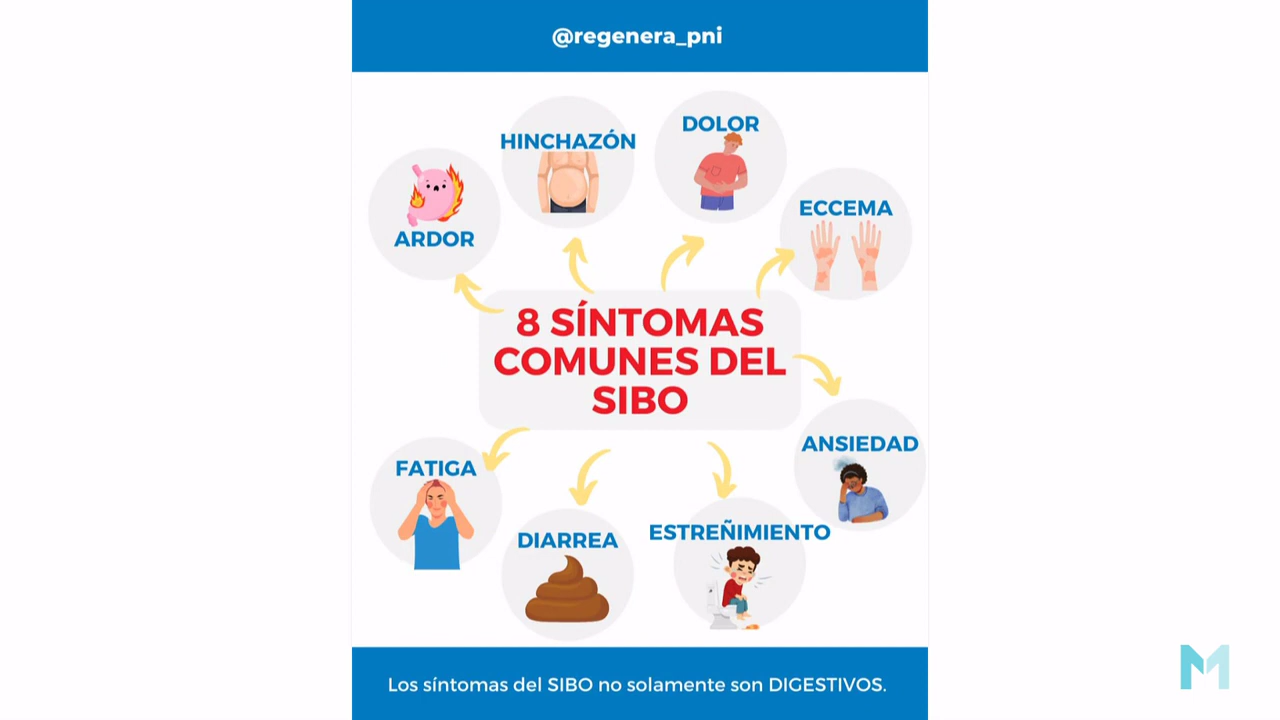 @regenera_pni
HINCHAZÓN
DOLOR
ARDOR
ECCEMA
8 SÍNTOMAS
COMUNES DEL
SIBO
ANSIEDAD
FATIGA
DIARREA
ESTREÑIMIENTO
Los síntomas del SIBO no solamente son DIGESTIVOS.